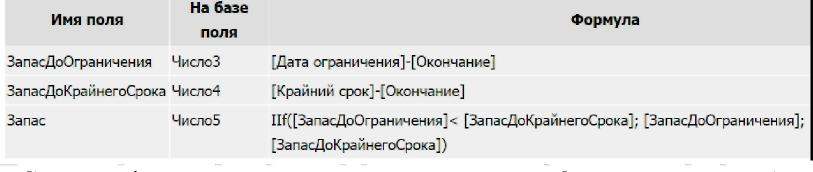 Имя поля | На базе поля | Формула
ЗапасДоОграничения | Число3 | [Дата ограничения]-[Окончание]
ЗапасДоКрайнегоСрока | Число4 | [Крайний срок]-[Окончание]
Запас | Число5 | IIf([ЗапасДоОграничения]< [ЗапасДоКрайнегоСрока]; [ЗапасДоОграничения];
[ЗапасДоКрайнегоСрока])